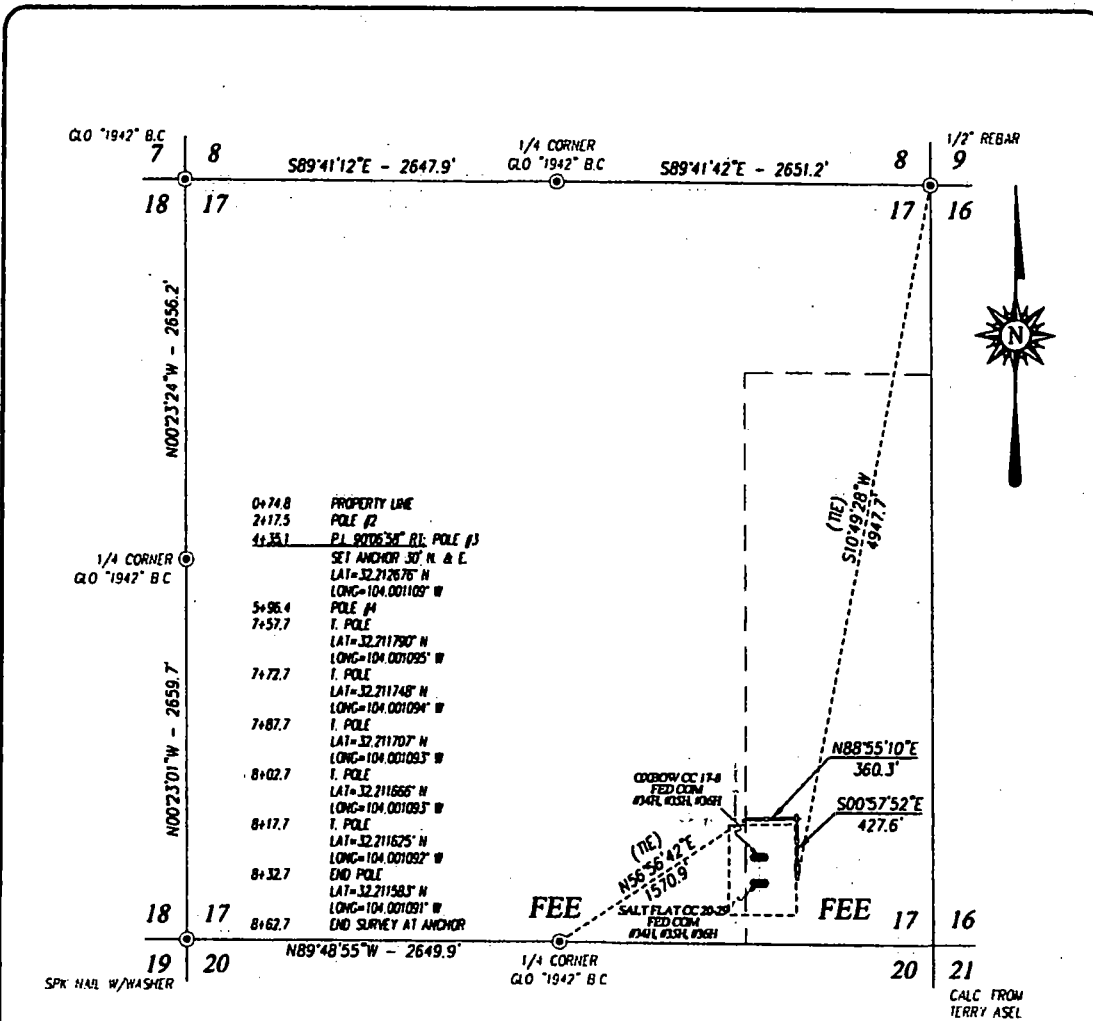 GLO "1942" B.C
7 8
1/4 CORNER
GLO "1942" B.C
1/2" REBAR
8 9
S89°41'12"E - 2647.9'
S89°41'42"E - 2651.2'
18 17
17 16
N00°23'24"W - 2656.2'
N
(TIE)
S10°49'28"W
4947.7'
0+74.8 PROPERTY LINE
2+17.5 POLE #2
4+35.1 P.I. 90°06'58" RT; POLE #3
SET ANCHOR 30' N. & E.
LAT=32.212676° N
LONG=104.001109° W
5+96.4 POLE #4
7+57.7 T. POLE
LAT=32.211790° N
LONG=104.001095° W
7+72.7 T. POLE
LAT=32.211748° N
LONG=104.001094° W
7+87.7 T. POLE
LAT=32.211707° N
LONG=104.001093° W
8+02.7 T. POLE
LAT=32.211666° N
LONG=104.001093° W
8+17.7 T. POLE
LAT=32.211625° N
LONG=104.001092° W
8+32.7 END POLE
LAT=32.211583° N
LONG=104.001091° W
8+62.7 END SURVEY AT ANCHOR
1/4 CORNER
GLO "1942" B C
N00°23'01"W - 2659.7'
N88°55'10"E
360.3'
S00°57'52"E
427.6'
OXBOW CC 17-8
FED COM
#34H, #35H, #36H
(TIE)
N56°56'42"E
1570.9'
SALT FLAT CC 20-29
FED COM
#34H, #35H, #36H
FEE
FEE
18 17
17 16
N89°48'55"W - 2649.9'
19 20
20 21
SPK NAIL W/WASHER
1/4 CORNER
GLO "1942" B C
CALC FROM
TERRY ASEL